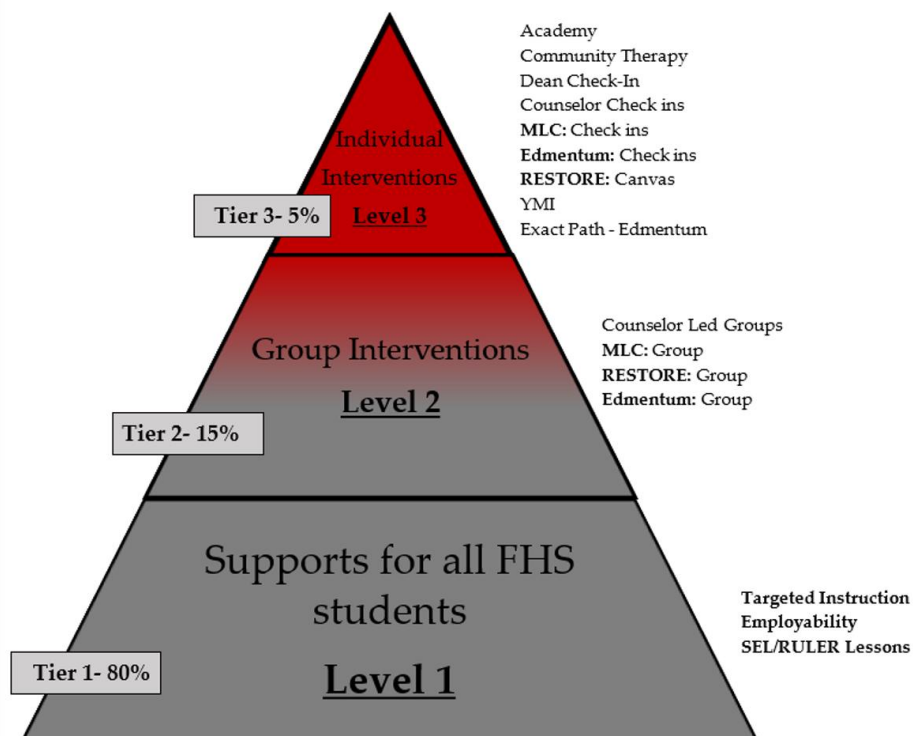 Academy
Community Therapy
Dean Check-In
Counselor Check ins
MLC: Check ins
Edmentum: Check ins
RESTORE: Canvas
YMI
Exact Path - Edmentum
Individual
Interventions
Level 3
Tier 3- 5%
Counselor Led Groups
MLC: Group
RESTORE: Group
Edmentum: Group
Group Interventions
Level 2
Tier 2- 15%
Supports for all FHS
students
Level 1
Tier 1- 80%
Targeted Instruction
Employability
SEL/RULER Lessons